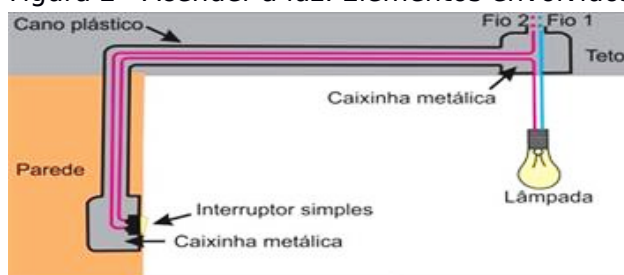 Cano plástico
Fio 2 Fio 1
Teto
Caixinha metálica
Parede
Lâmpada
Interruptor simples
Caixinha metálica